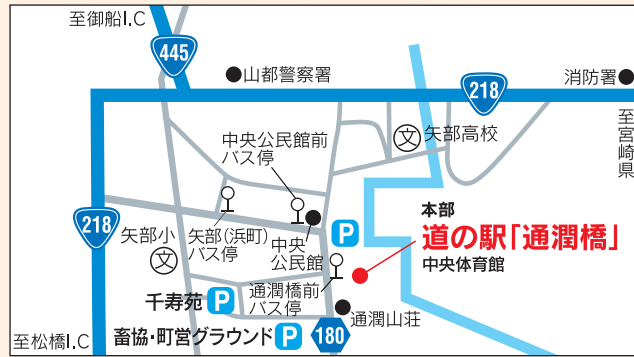 至御船I.C
445
山都警察署
218
消防署
至宮崎県
中央公民館前
バス停
文
矢部高校
218
矢部小
文
矢部(浜町)
バス停
中央
公民館
P
本部
道の駅「通潤橋」
中央体育館
千寿苑
P
通潤橋前
バス停
通潤山荘
至松橋I.C
畜協・町営グラウンド
P
180